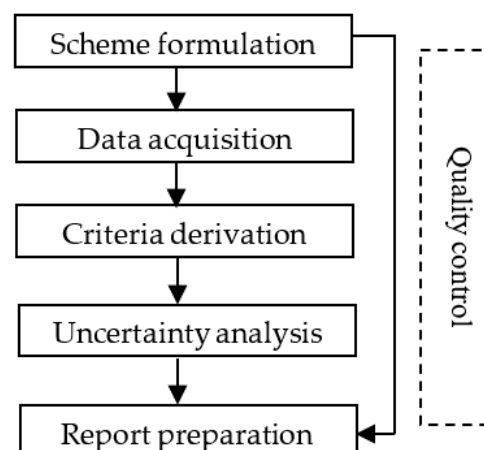 Scheme formulation
Data acquisition
Criteria derivation
Uncertainty analysis
Report preparation
Quality control